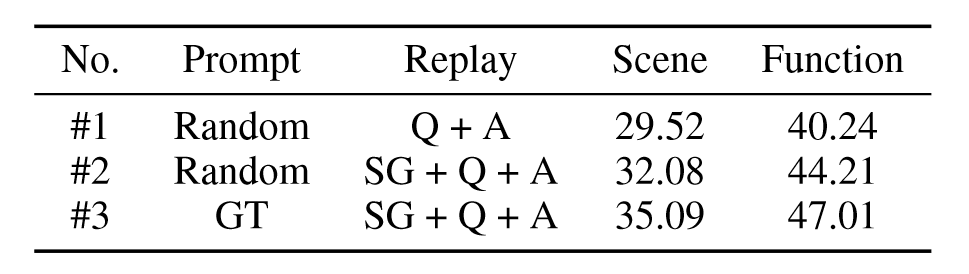 No. Prompt Replay Scene Function
#1 Random Q + A 29.52 40.24
#2 Random SG + Q + A 32.08 44.21
#3 GT SG + Q + A 35.09 47.01